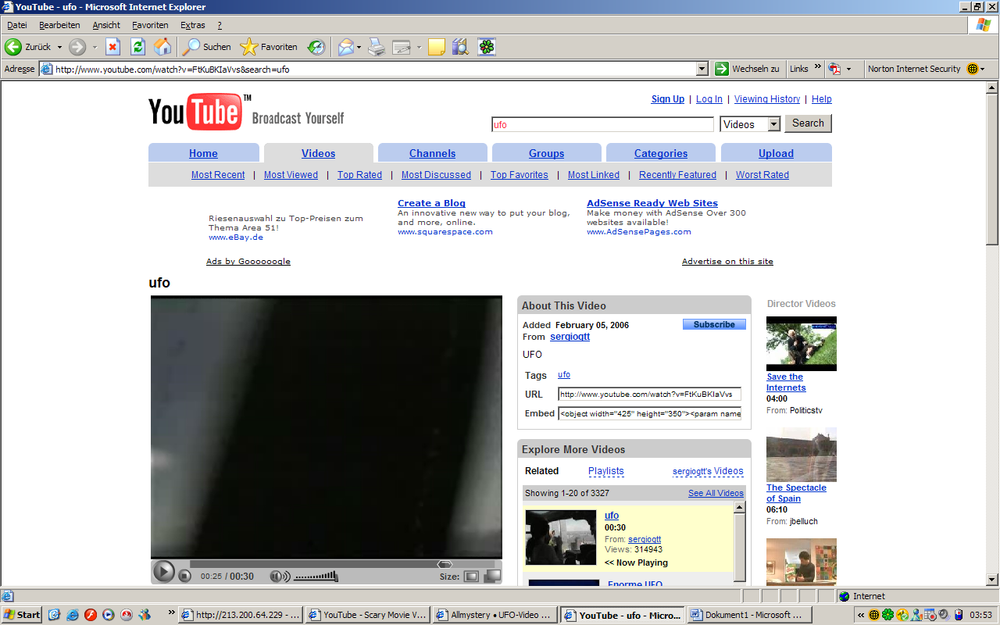 YouTube - ufo - Microsoft Internet Explorer
Datei Bearbeiten Ansicht Favoriten Extras ?
Zurück Suchen Favoriten
Adresse http://www.youtube.com/watch?v=FtKuBKIaVvs&search=ufo Wechseln zu Links » Norton Internet Security
YouTube™ Broadcast Yourself
Sign Up | Log In | Viewing History | Help
ufo Videos Search
Home Videos Channels Groups Categories Upload
Most Recent | Most Viewed | Top Rated | Most Discussed | Top Favorites | Most Linked | Recently Featured | Worst Rated
Riesenauswahl zu Top-Preisen zum
Thema Area 51!
www.eBay.de
Create a Blog
An innovative new way to put your blog,
and more, online.
www.squarespace.com
AdSense Ready Web Sites
Make money with AdSense Over 300
websites available!
www.AdSensePages.com
Ads by Goooooogle
Advertise on this site
ufo
00:25 / 00:30 Size:
About This Video
Added February 05, 2006 Subscribe
From sergiogtt
UFO
Tags ufo
URL http://www.youtube.com/watch?v=FtKuBKIaVvs
Embed <object width="425" height="350"><param name
Explore More Videos
Related Playlists sergiogtt's Videos
Showing 1-20 of 3327 See All Videos
ufo
00:30
From: sergiogtt
Views: 314943
<< Now Playing
Enorme UFO
Director Videos
Save the
Internets
04:00
From: Politicstv
The Spectacle
of Spain
06:10
From: jbelluch
Internet
Start » http://213.200.64.229 - ... YouTube - Scary Movie V... Allmystery • UFO-Video ... YouTube - ufo - Micro... Dokument1 - Microsoft ... « 03:53